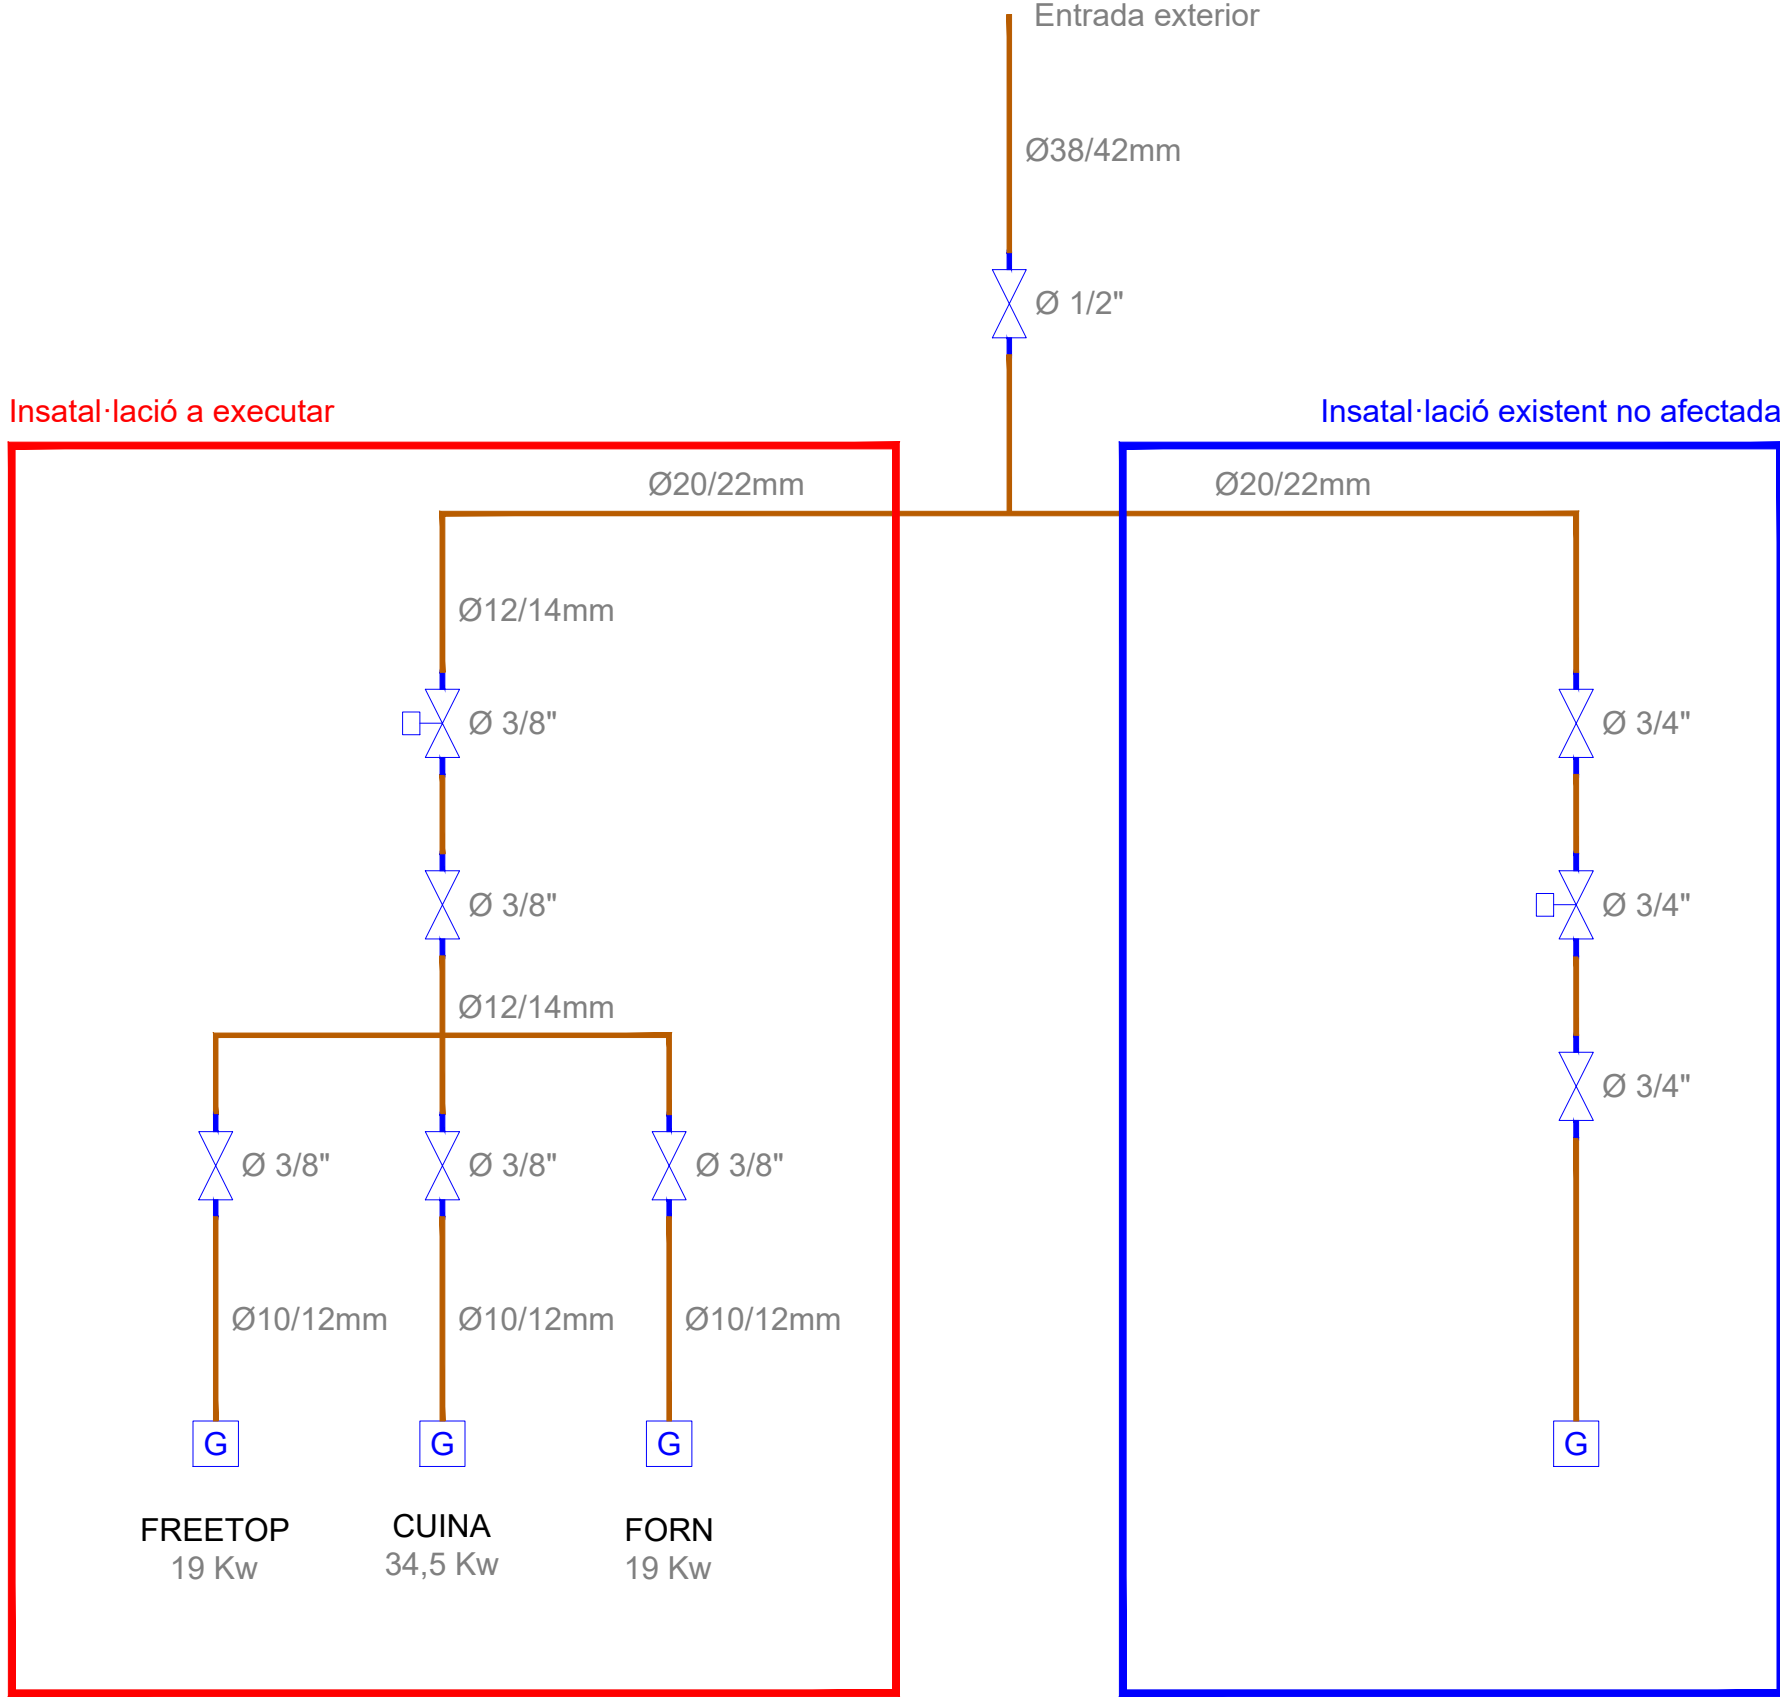 Entrada exterior
Ø38/42mm
Ø 1/2"
Insatal·lació a executar
Insatal·lació existent no afectada
Ø20/22mm
Ø20/22mm
Ø12/14mm
Ø 3/8"
Ø 3/4"
Ø 3/8"
Ø 3/4"
Ø12/14mm
Ø 3/4"
Ø 3/8"
Ø 3/8"
Ø 3/8"
Ø10/12mm
Ø10/12mm
Ø10/12mm
G
G
G
G
FREETOP
19 Kw
CUINA
34,5 Kw
FORN
19 Kw